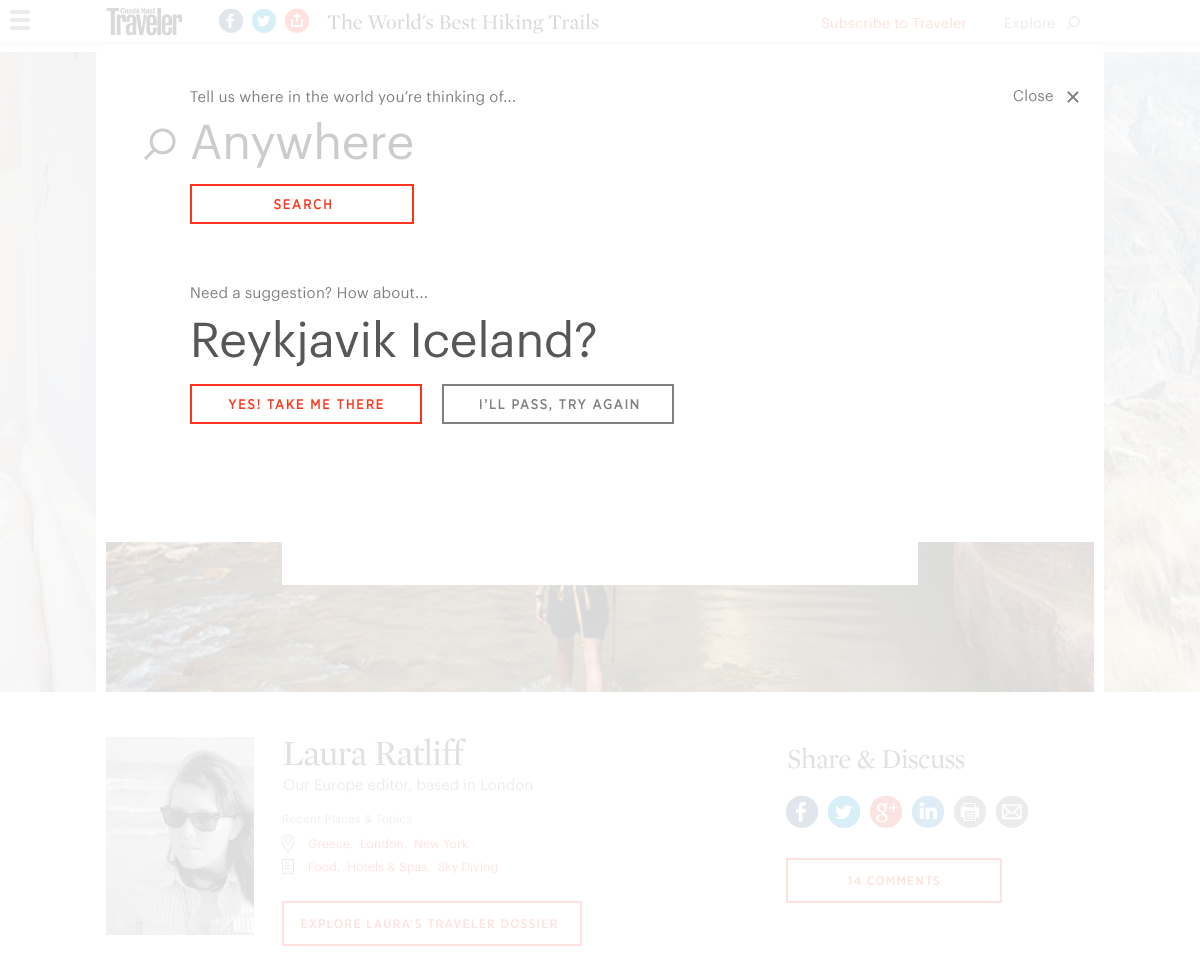 Condé Nast
Traveler
The World's Best Hiking Trails
Subscribe to Traveler
Explore
Tell us where in the world you’re thinking of...
Close
Anywhere
SEARCH
Need a suggestion? How about...
Reykjavik Iceland?
YES! TAKE ME THERE
I’LL PASS, TRY AGAIN
Laura Ratliff
Our Europe editor, based in London
Recent Places & Topics
Greece, London, New York
Food, Hotels & Spas, Sky Diving
EXPLORE LAURA’S TRAVELER DOSSIER
Share & Discuss
f
g+
in
14 COMMENTS